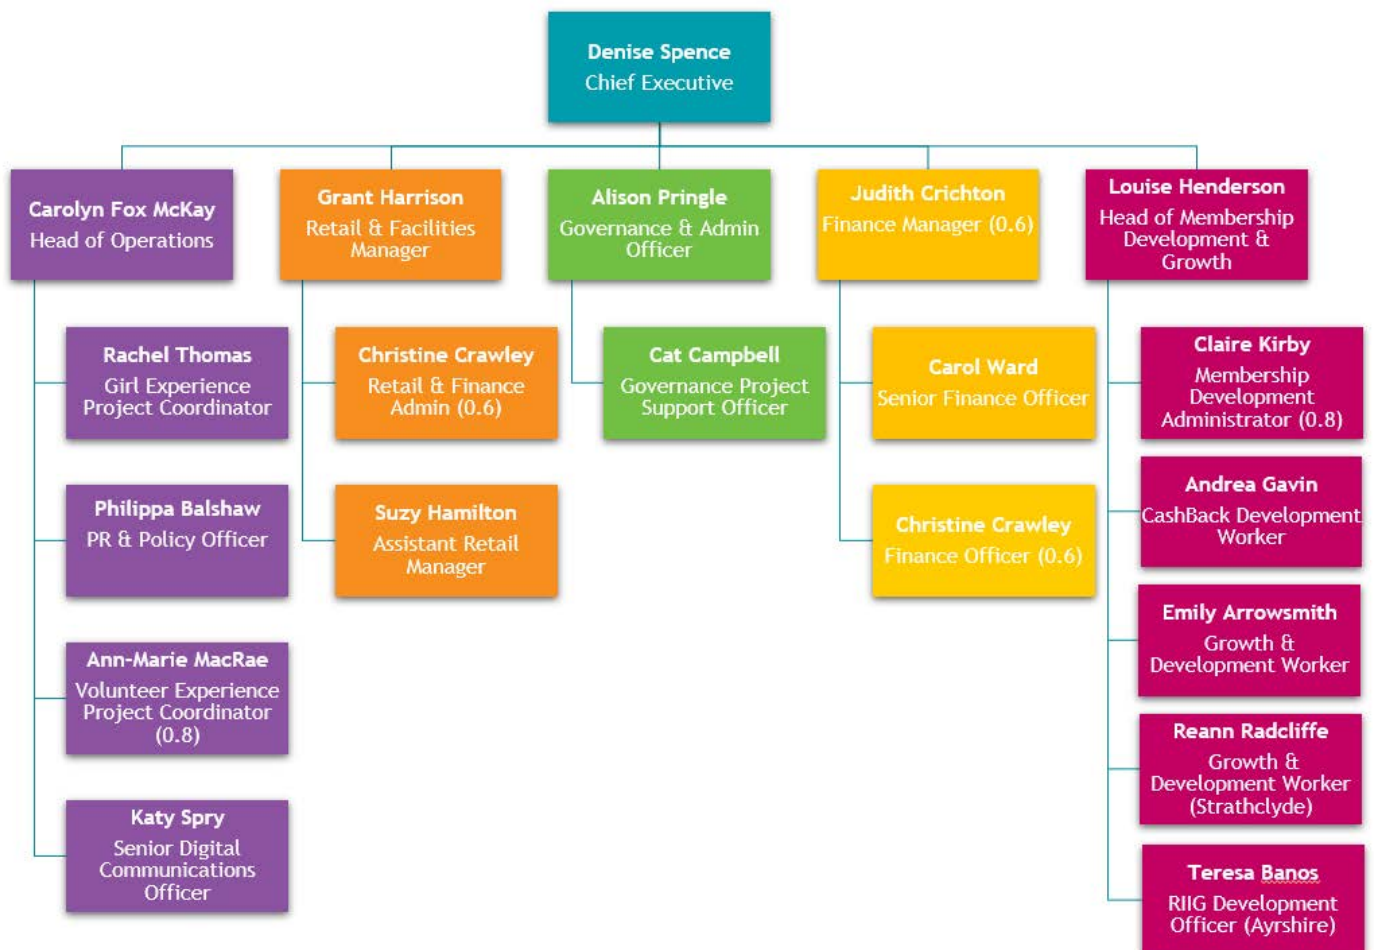 Denise Spence
Chief Executive
Carolyn Fox McKay
Head of Operations
Rachel Thomas
Girl Experience
Project Coordinator
Philippa Balshaw
PR & Policy Officer
Ann-Marie MacRae
Volunteer Experience
Project Coordinator
(0.8)
Katy Spry
Senior Digital
Communications
Officer
Grant Harrison
Retail & Facilities
Manager
Christine Crawley
Retail & Finance
Admin (0.6)
Suzy Hamilton
Assistant Retail
Manager
Alison Pringle
Governance & Admin
Officer
Cat Campbell
Governance Project
Support Officer
Judith Crichton
Finance Manager (0.6)
Carol Ward
Senior Finance Officer
Christine Crawley
Finance Officer (0.6)
Louise Henderson
Head of Membership
Development &
Growth
Claire Kirby
Membership
Development
Administrator (0.8)
Andrea Gavin
CashBack Development
Worker
Emily Arrowsmith
Growth &
Development Worker
Reann Radcliffe
Growth &
Development Worker
(Strathclyde)
Teresa Banos
RIIG Development
Officer (Ayrshire)